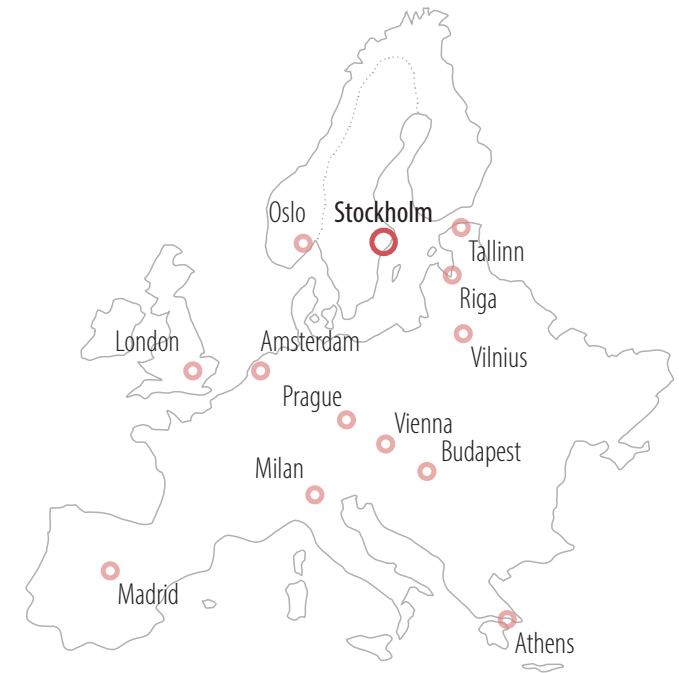 Oslo
Stockholm
Tallinn
Riga
London
Amsterdam
Vilnius
Prague
Vienna
Budapest
Milan
Madrid
Athens